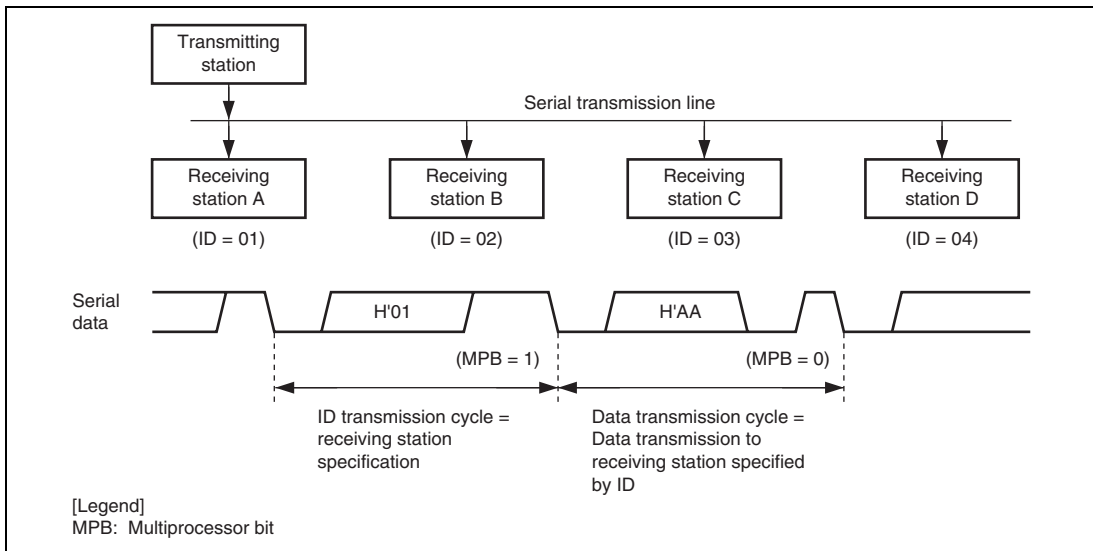 Transmitting
station
Serial transmission line
Receiving
station A
Receiving
station B
Receiving
station C
Receiving
station D
(ID = 01)
(ID = 02)
(ID = 03)
(ID = 04)
Serial
data
H'01
H'AA
(MPB = 1)
(MPB = 0)
ID transmission cycle =
receiving station
specification
Data transmission cycle =
Data transmission to
receiving station specified
by ID
[Legend]
MPB: Multiprocessor bit